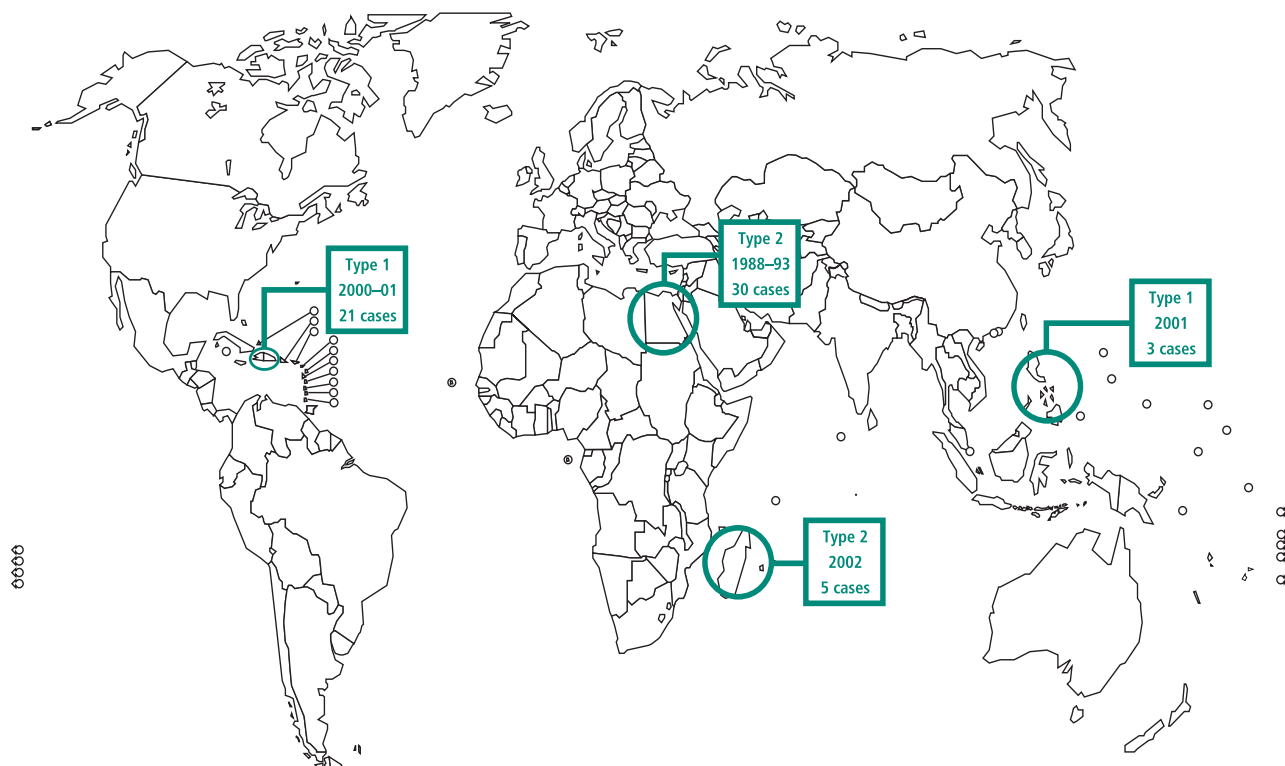 Type 1
2000–01
21 cases
Type 2
1988–93
30 cases
Type 1
2001
3 cases
Type 2
2002
5 cases